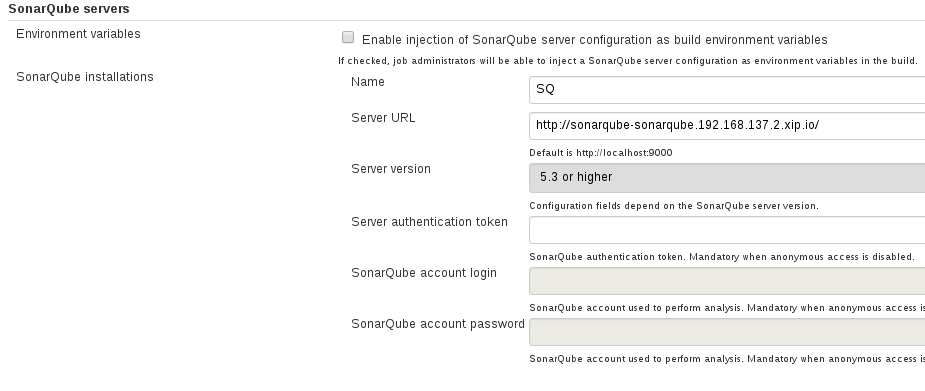 SonarQube servers
Environment variables
Enable injection of SonarQube server configuration as build environment variables
If checked, job administrators will be able to inject a SonarQube server configuration as environment variables in the build.
SonarQube installations
Name
SQ
Server URL
http://sonarqube-sonarqube.192.168.137.2.xip.io/
Default is http://localhost:9000
Server version
5.3 or higher
Configuration fields depend on the SonarQube server version.
Server authentication token
SonarQube authentication token. Mandatory when anonymous access is disabled.
SonarQube account login
SonarQube account used to perform analysis. Mandatory when anonymous access is
SonarQube account password
SonarQube account used to perform analysis. Mandatory when anonymous access is